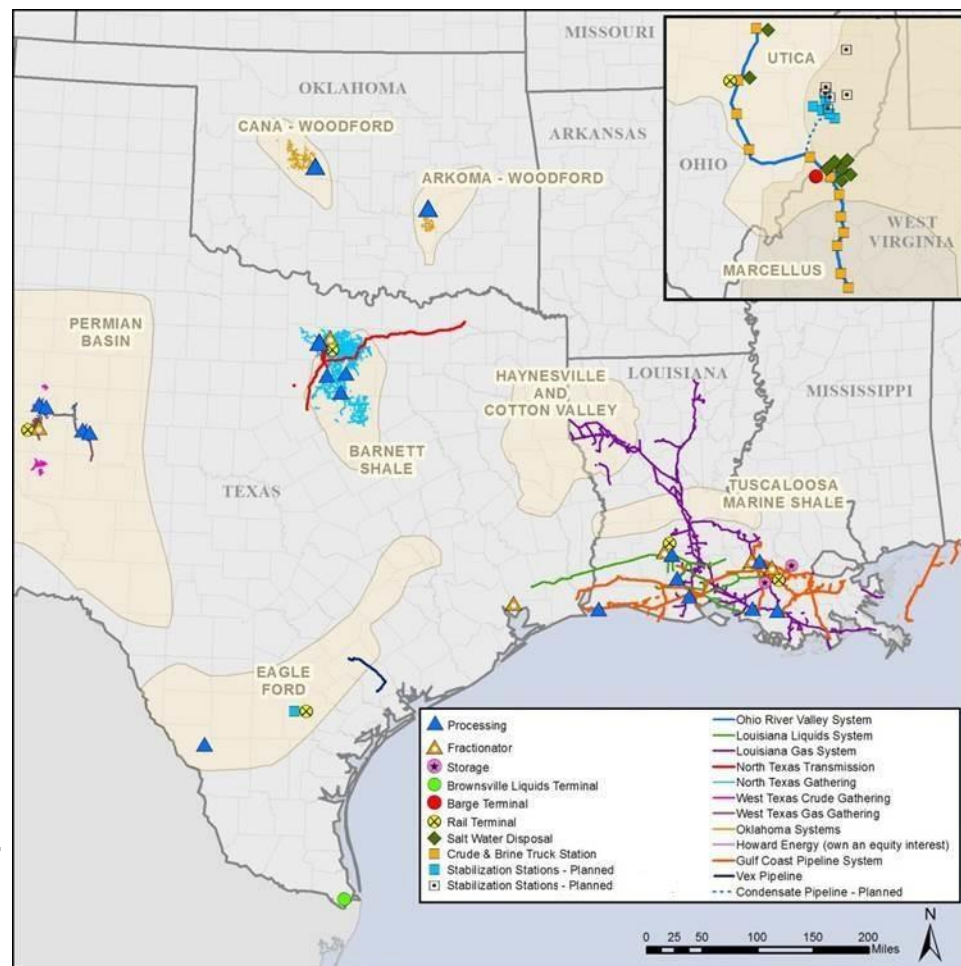 MISSOURI
OKLAHOMA
CANA - WOODFORD
ARKANSAS
ARKOMA - WOODFORD
UTICA
OHIO
WEST
VIRGINIA
MARCELLUS
PERMIAN
BASIN
HAYNESVILLE
AND
COTTON VALLEY
LOUISIANA
MISSISSIPPI
BARNETT
SHALE
TEXAS
TUSCALOOSA
MARINE SHALE
EAGLE
FORD
Processing
Fractionator
Storage
Brownsville Liquids Terminal
Barge Terminal
Rail Terminal
Salt Water Disposal
Crude & Brine Truck Station
Stabilization Stations - Planned
Stabilization Stations - Planned
Ohio River Valley System
Louisiana Liquids System
Louisiana Gas System
North Texas Transmission
North Texas Gathering
West Texas Crude Gathering
West Texas Gas Gathering
Oklahoma Systems
Howard Energy (own an equity interest)
Gulf Coast Pipeline System
Vex Pipeline
Condensate Pipeline - Planned
N
0 25 50 100 150 200
Miles